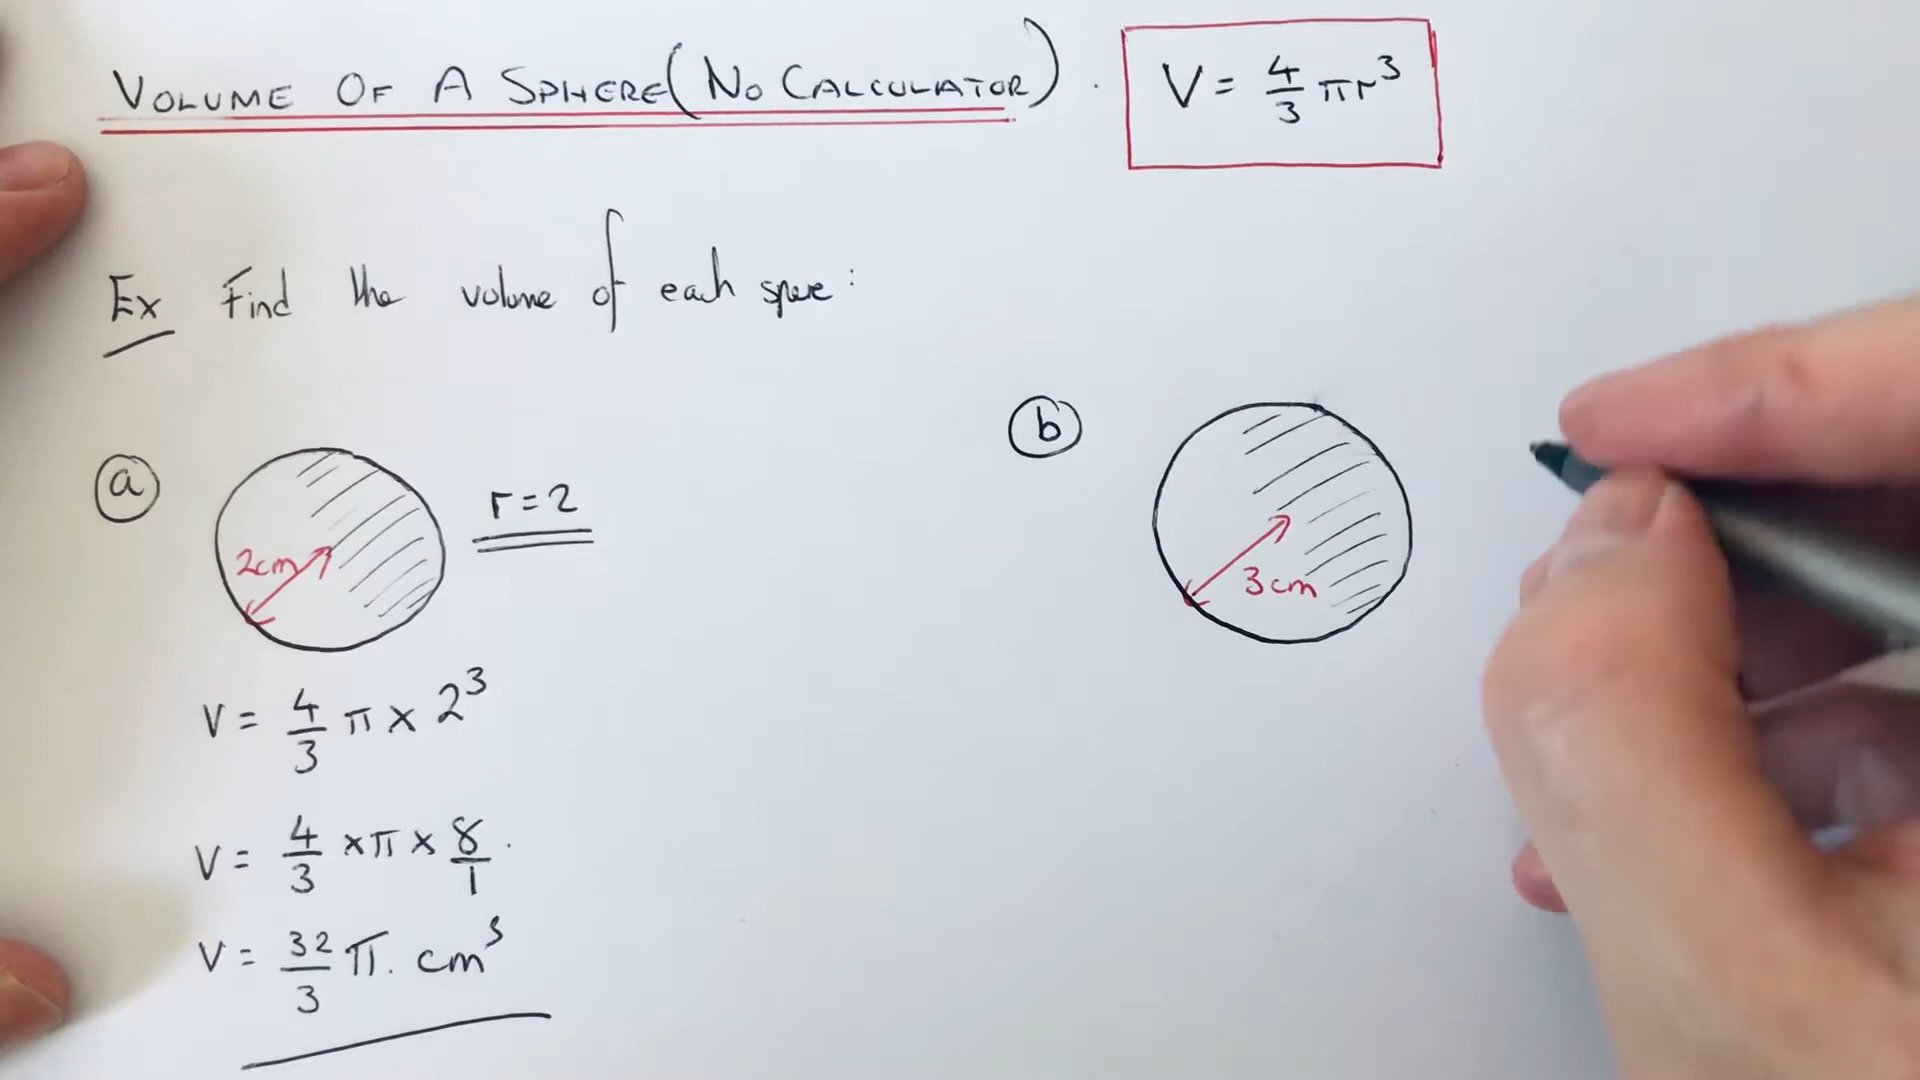 VOLUME OF A SPHERE (NO CALCULATOR).
V = 4/3 πr³
Ex Find the volume of each spere:
a
2cm
r = 2
V = 4/3 π × 2³
V = 4/3 × π × 8/1.
V = 32/3 π. cm³
b
3cm